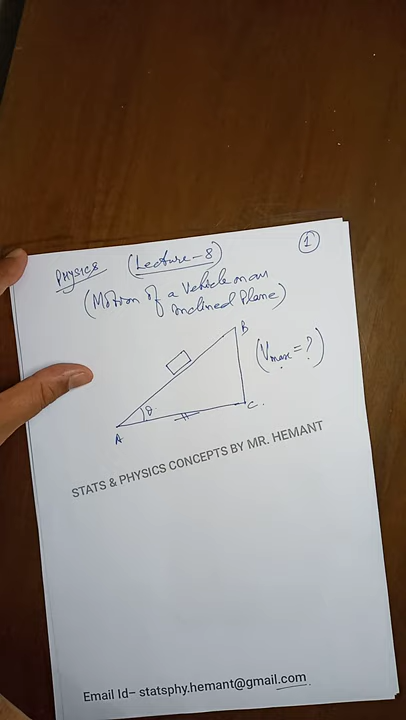 PHYSICS (Lecture-8) 1
(Motion of a Vehicle on an
Inclined Plane)
B
(Vmax = ?)
θ
A
C.
STATS & PHYSICS CONCEPTS BY MR. HEMANT
Email Id– statsphy.hemant@gmail.com